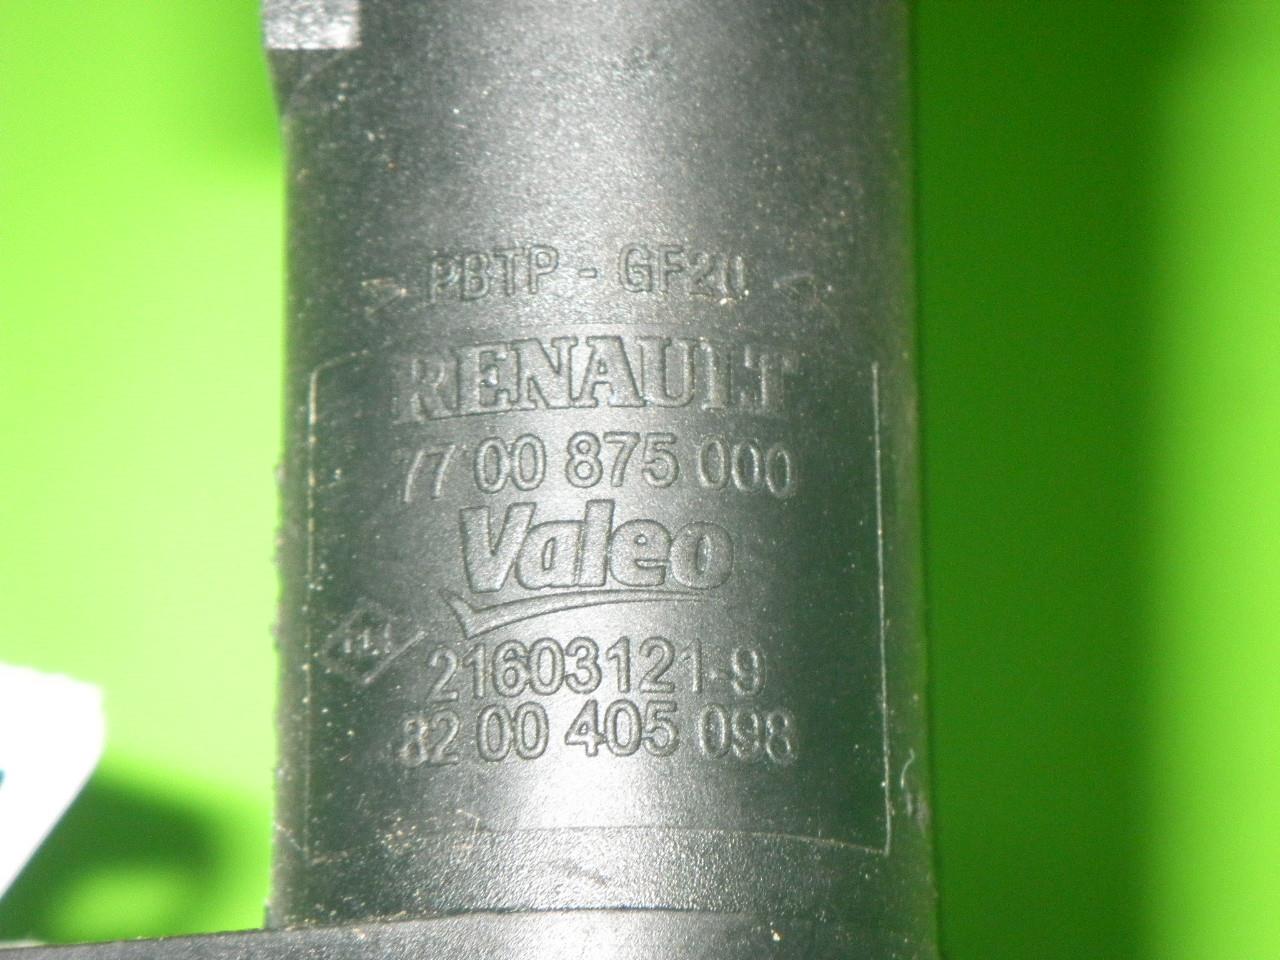 > PBTP - GF20 <
RENAULT
77 00 875 000
Valeo
21603121-9
82 00 405 098